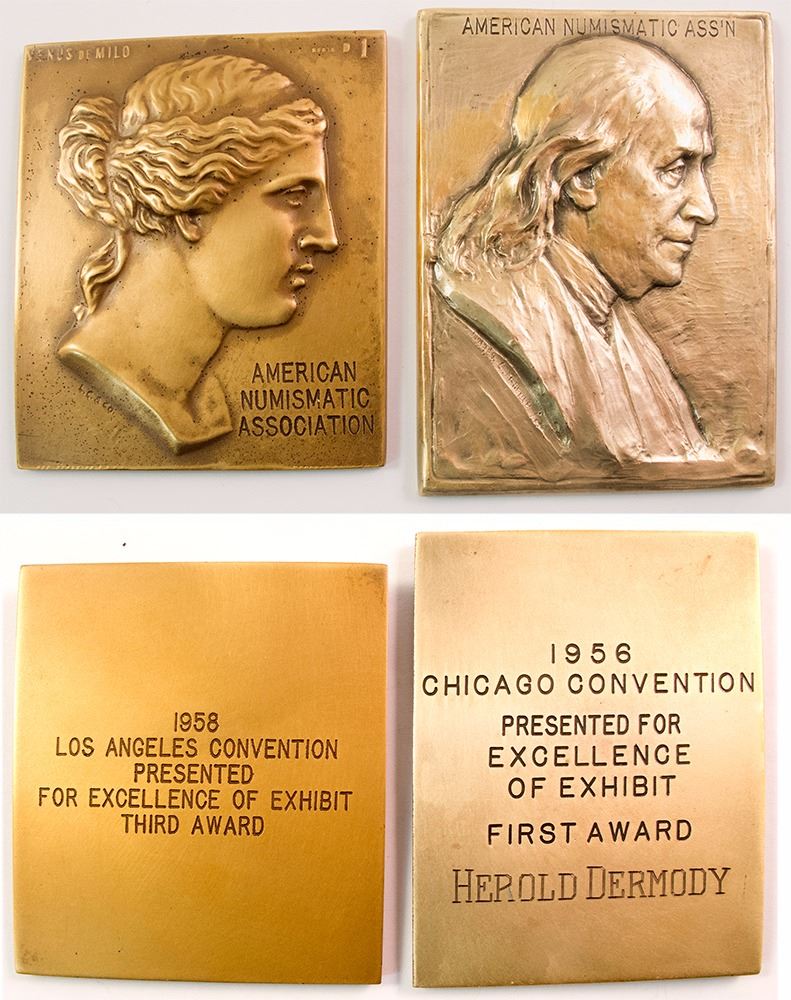 VENUS DE MILO
D 1
AMERICAN
NUMISMATIC
ASSOCIATION
AMERICAN NUMISMATIC ASS'N
1958
LOS ANGELES CONVENTION
PRESENTED
FOR EXCELLENCE OF EXHIBIT
THIRD AWARD
1956
CHICAGO CONVENTION
PRESENTED FOR
EXCELLENCE
OF EXHIBIT
FIRST AWARD
HEROLD DERMODY